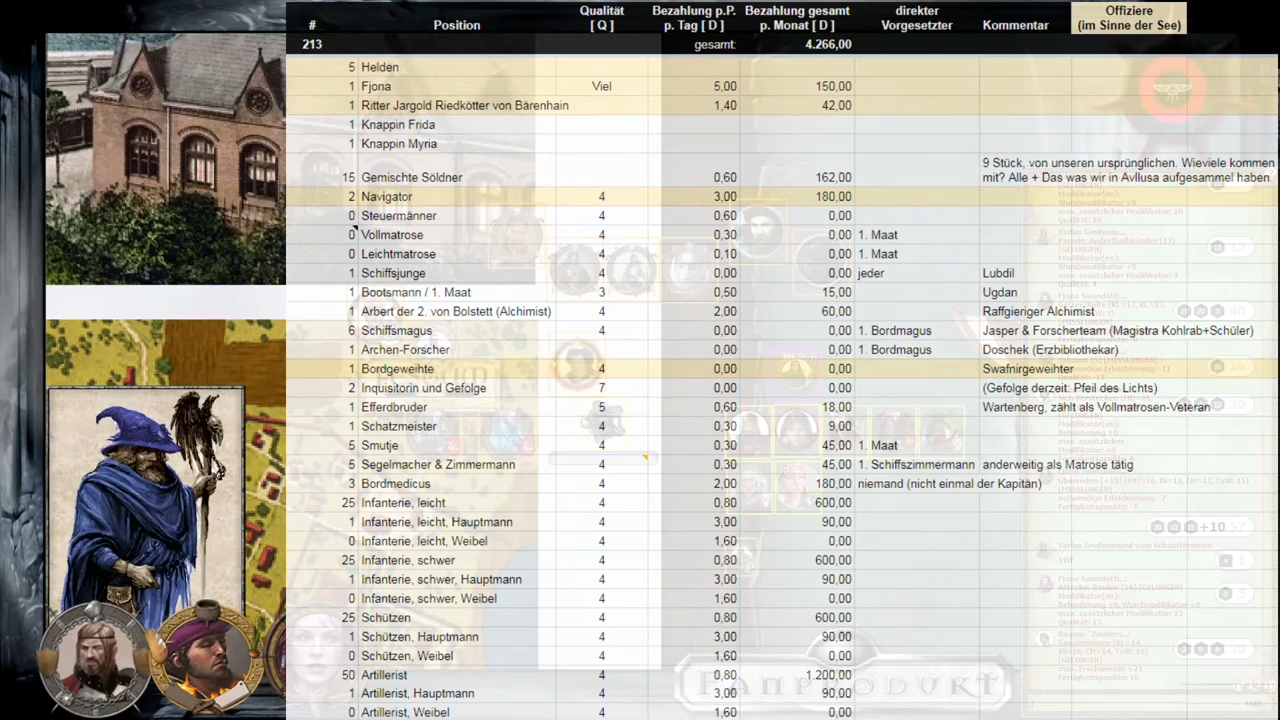 # Position Qualität [ Q ] Bezahlung p.P. p. Tag [ D ] Bezahlung gesamt p. Monat [ D ] direkter Vorgesetzter Kommentar Offiziere (im Sinne der See)
213 gesamt: 4.266,00
5 Helden
1 Fjona Viel 5,00 150,00
1 Ritter Jargold Riedkötter von Bärenhain 1,40 42,00
1 Knappin Frida
1 Knappin Myria
15 Gemischte Söldner 0,60 162,00 9 Stück, von unseren ursprünglichen. Wieviele kommen mit? Alle + Das was wir in Avllusa aufgesammel haben
2 Navigator 4 3,00 180,00
0 Steuermänner 4 0,60 0,00
0 Vollmatrose 4 0,30 0,00 1. Maat
0 Leichtmatrose 4 0,10 0,00 1. Maat
1 Schiffsjunge 4 0,00 0,00 jeder Lubdil
1 Bootsmann / 1. Maat 3 0,50 15,00 Ugdan
1 Arbert der 2. von Bolstett (Alchimist) 4 2,00 60,00 Raffgieriger Alchimist
6 Schiffsmagus 4 0,00 0,00 1. Bordmagus Jasper & Forscherteam (Magistra Kohlrab+Schüler)
1 Archen-Forscher 4 0,00 0,00 1. Bordmagus Doschek (Erzbibliothekar)
1 Bordgeweihte 4 0,00 0,00 Swafnirgeweihter
2 Inquisitorin und Gefolge 7 0,00 0,00 (Gefolge derzeit: Pfeil des Lichts)
1 Efferdbruder 5 0,60 18,00 Wartenberg, zählt als Vollmatrosen-Veteran
1 Schatzmeister 4 0,30 9,00
5 Smutje 4 0,30 45,00 1. Maat
5 Segelmacher & Zimmermann 4 0,30 45,00 1. Schiffszimmermann anderweitig als Matrose tätig
3 Bordmedicus 4 2,00 180,00 niemand (nicht einmal der Kapitän)
25 Infanterie, leicht 4 0,80 600,00
1 Infanterie, leicht, Hauptmann 4 3,00 90,00
0 Infanterie, leicht, Weibel 4 1,60 0,00
25 Infanterie, schwer 4 0,80 600,00
1 Infanterie, schwer, Hauptmann 4 3,00 90,00
0 Infanterie, schwer, Weibel 4 1,60 0,00
25 Schützen 4 0,80 600,00
1 Schützen, Hauptmann 4 3,00 90,00
0 Schützen, Weibel 4 1,60 0,00
50 Artillerist 4 0,80 1.200,00
1 Artillerist, Hauptmann 4 3,00 90,00
0 Artillerist, Weibel 4 1,60 0,00